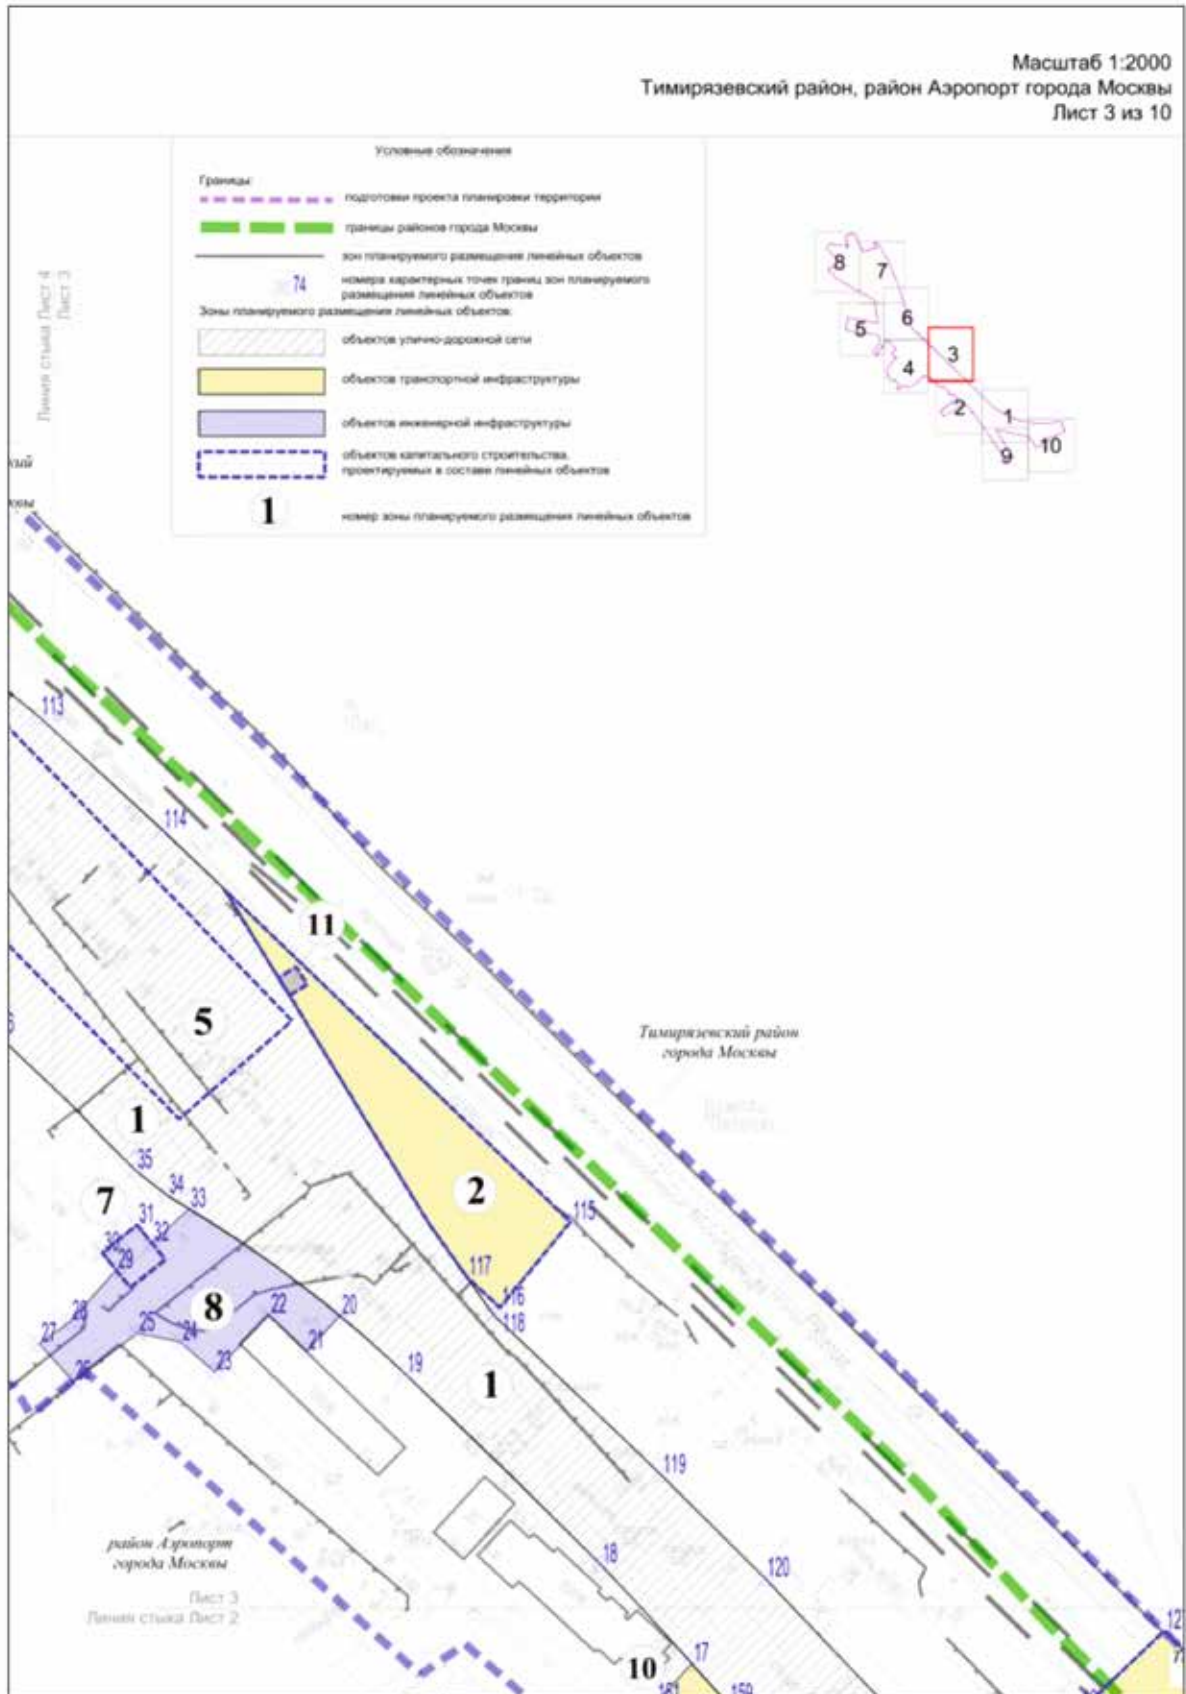 Масштаб 1:2000
Тимирязевский район, район Аэропорт города Москвы
Лист 3 из 10
Условные обозначения
Границы:
подготовки проекта планировки территории
границы районов города Москвы
зон планируемого размещения линейных объектов
74
номера характерных точек границ зон планируемого
размещения линейных объектов
Зоны планируемого размещения линейных объектов:
объектов улично-дорожной сети
объектов транспортной инфраструктуры
объектов инженерной инфраструктуры
объектов капитального строительства,
проектируемых в составе линейных объектов
1
номер зоны планируемого размещения линейных объектов
8
7
6
5
3
4
2
1
10
9
Линия стыка Лист 4
Лист 3
113
114
11
5
Тимирязевский район
города Москвы
1
35
34
33
7
31
32
30
29
2
115
117
116
118
8
28
27
25
24
22
20
21
26
23
19
1
119
район Аэропорт
города Москвы
18
120
Лист 3
Линия стыка Лист 2
17
10
161
159